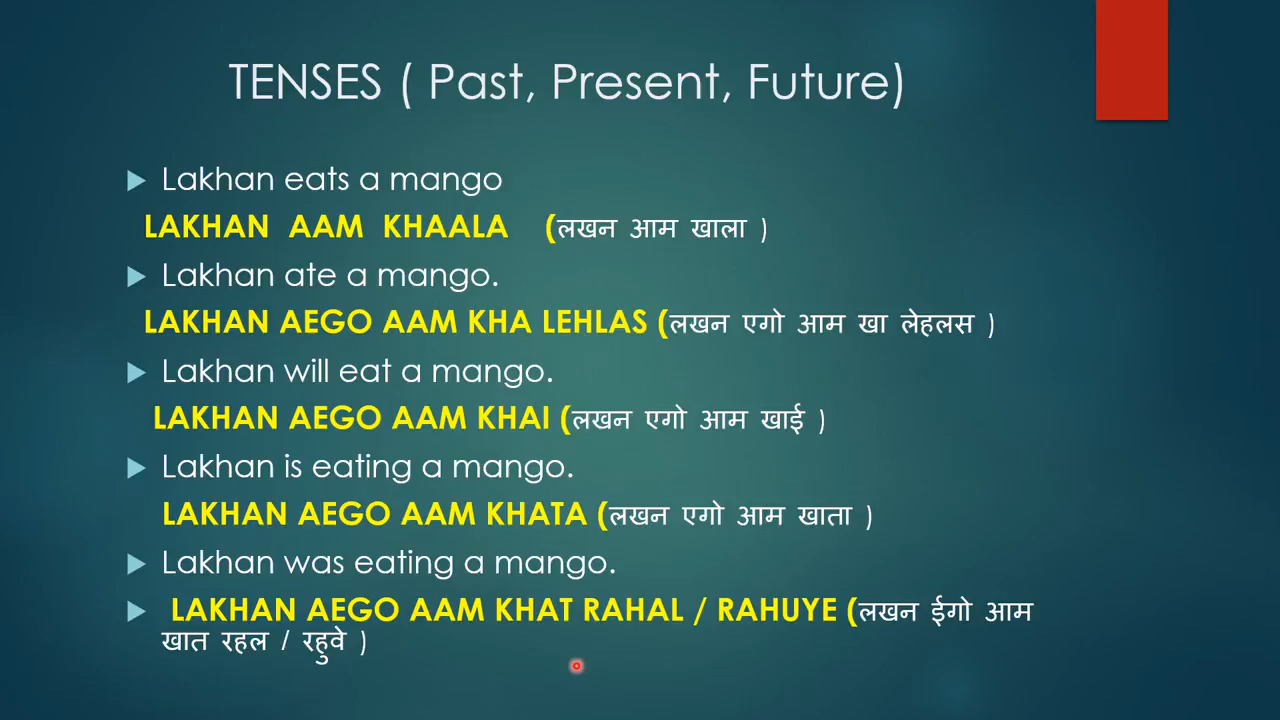 TENSES ( Past, Present, Future)
Lakhan eats a mango
LAKHAN AAM KHAALA (लखन आम खाला )
Lakhan ate a mango.
LAKHAN AEGO AAM KHA LEHLAS (लखन एगो आम खा लेहलस )
Lakhan will eat a mango.
LAKHAN AEGO AAM KHAI (लखन एगो आम खाई )
Lakhan is eating a mango.
LAKHAN AEGO AAM KHATA (लखन एगो आम खाता )
Lakhan was eating a mango.
LAKHAN AEGO AAM KHAT RAHAL / RAHUYE (लखन ईगो आम
खात रहल / रहुवे )